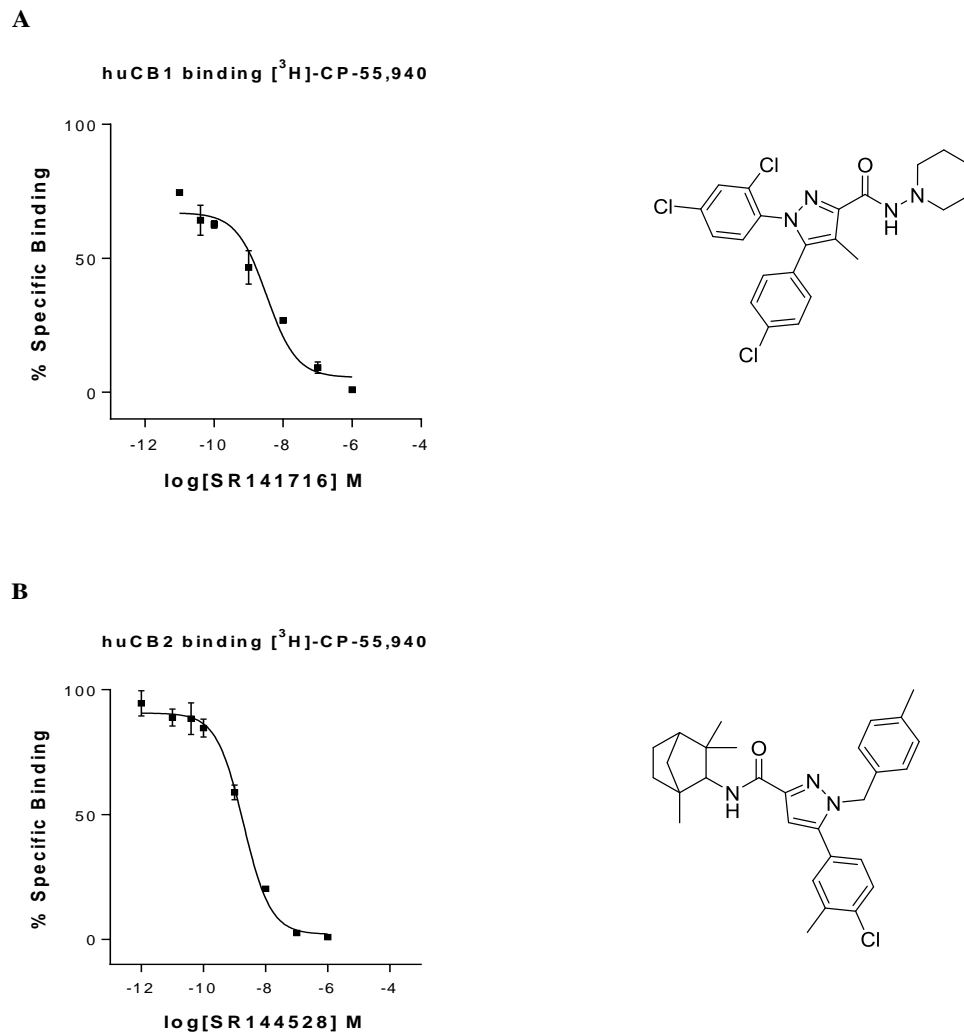 A
huCB1 binding [³H]-CP-55,940
100
50
0
% Specific Binding
-12 -10 -8 -6 -4
log[SR141716] M
Cl
Cl
N
N
O
N
H
N
Cl
B
huCB2 binding [³H]-CP-55,940
100
50
0
% Specific Binding
-12 -10 -8 -6 -4
log[SR144528] M
O
N
H
N
N
Cl